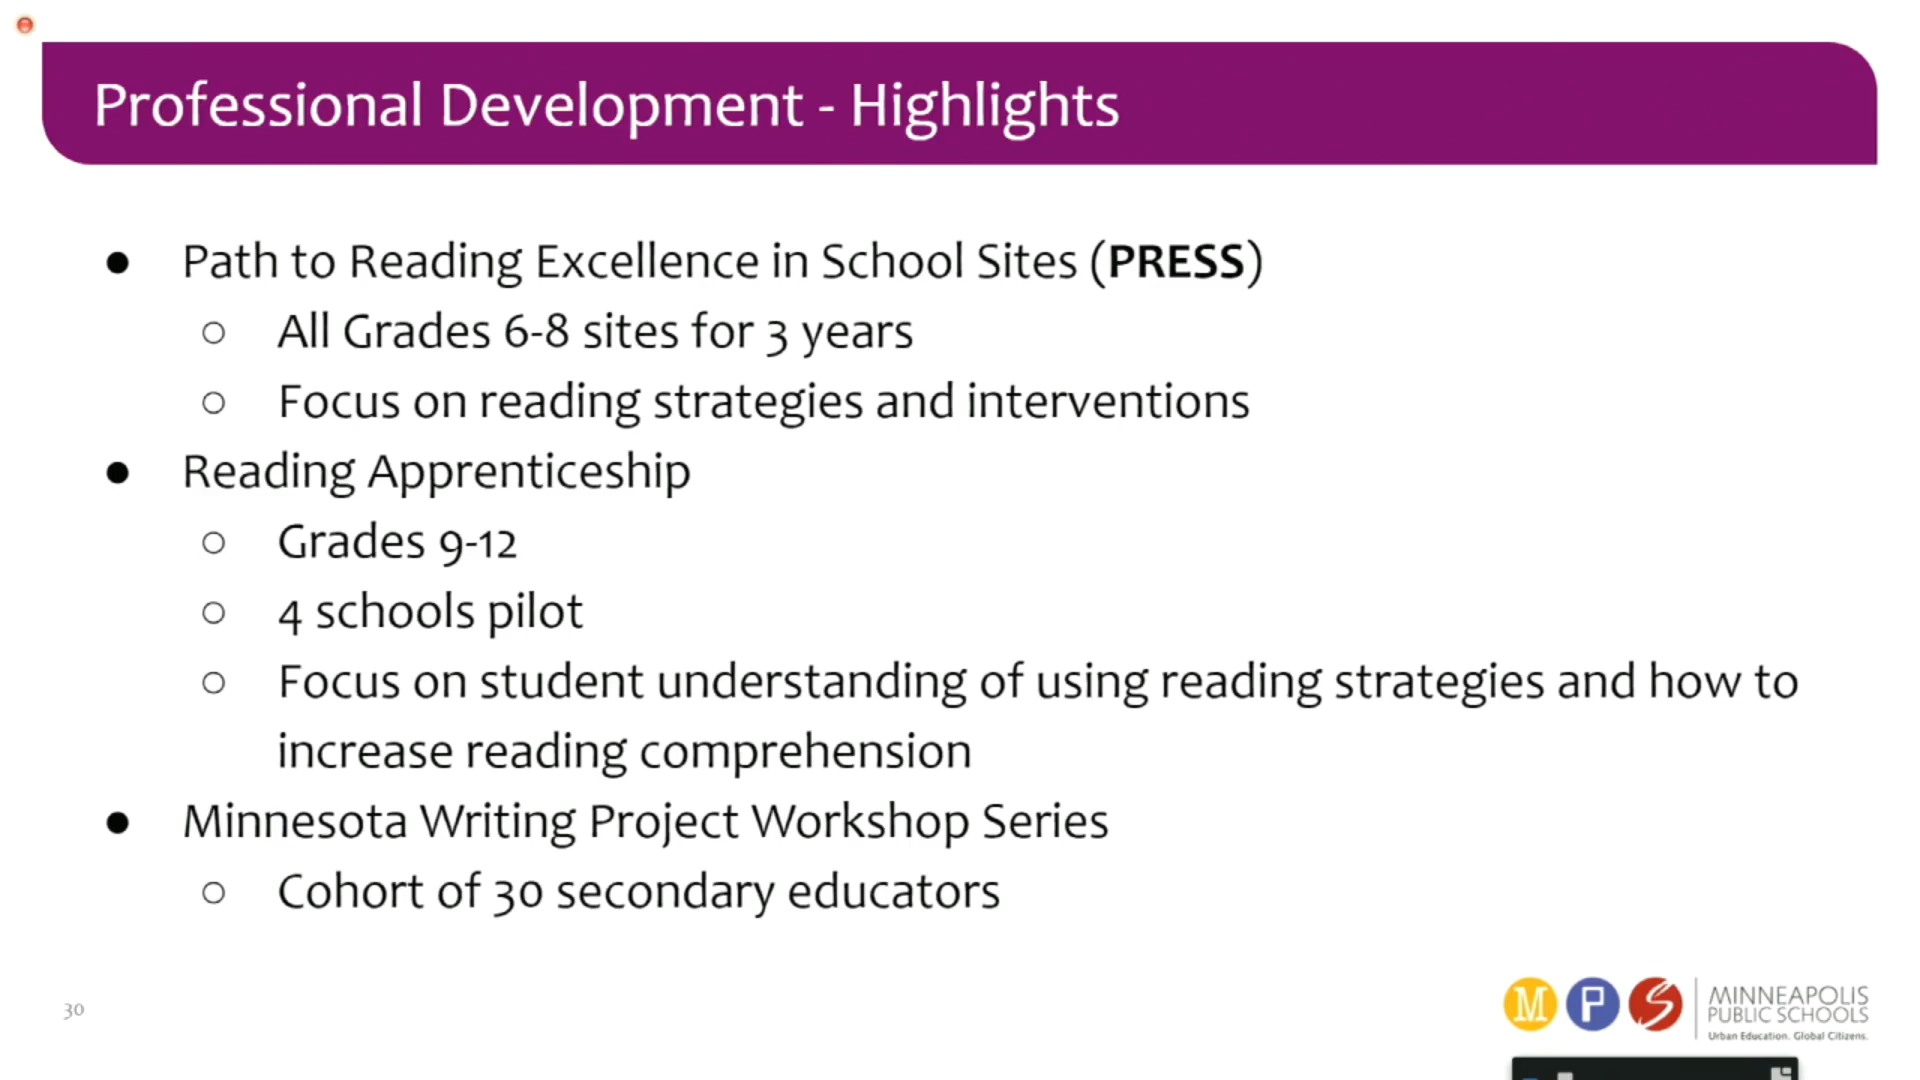 Professional Development - Highlights
● Path to Reading Excellence in School Sites (PRESS)
○ All Grades 6-8 sites for 3 years
○ Focus on reading strategies and interventions
● Reading Apprenticeship
○ Grades 9-12
○ 4 schools pilot
○ Focus on student understanding of using reading strategies and how to
increase reading comprehension
● Minnesota Writing Project Workshop Series
○ Cohort of 30 secondary educators
30
M P S
MINNEAPOLIS
PUBLIC SCHOOLS
Urban Education. Global Citizens.